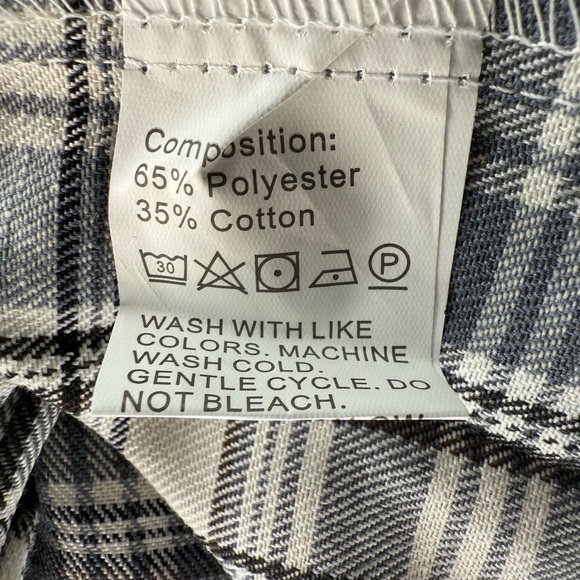 Composition:
65% Polyester
35% Cotton
30 P
WASH WITH LIKE
COLORS. MACHINE
WASH COLD.
GENTLE CYCLE. DO
NOT BLEACH.